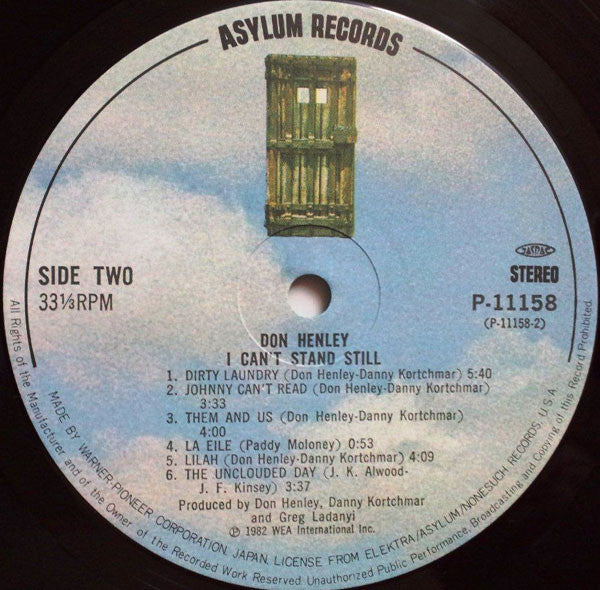 ASYLUM RECORDS
SIDE TWO
33⅓RPM
JASRAC
STEREO
P-11158
(P-11158-2)
DON HENLEY
I CAN'T STAND STILL
1. DIRTY LAUNDRY (Don Henley-Danny Kortchmar) 5:40
2. JOHNNY CAN'T READ (Don Henley-Danny Kortchmar)
3:33
3. THEM AND US (Don Henley-Danny Kortchmar)
4:00
4. LA EILE (Paddy Moloney) 0:53
5. LILAH (Don Henley-Danny Kortchmar) 4:09
6. THE UNCLOUDED DAY (J. K. Alwood-
J. F. Kinsey) 3:37
Produced by Don Henley, Danny Kortchmar
and Greg Ladanyi
℗ 1982 WEA International Inc.
MADE BY WARNER-PIONEER CORPORATION, JAPAN, LICENSE FROM ELEKTRA/ASYLUM/NONESUCH RECORDS, U.S.A.
All Rights of the Manufacturer and of the Owner of the Recorded Work Reserved Unauthorized Public Performance, Broadcasting and Copying of this Record Prohibited.